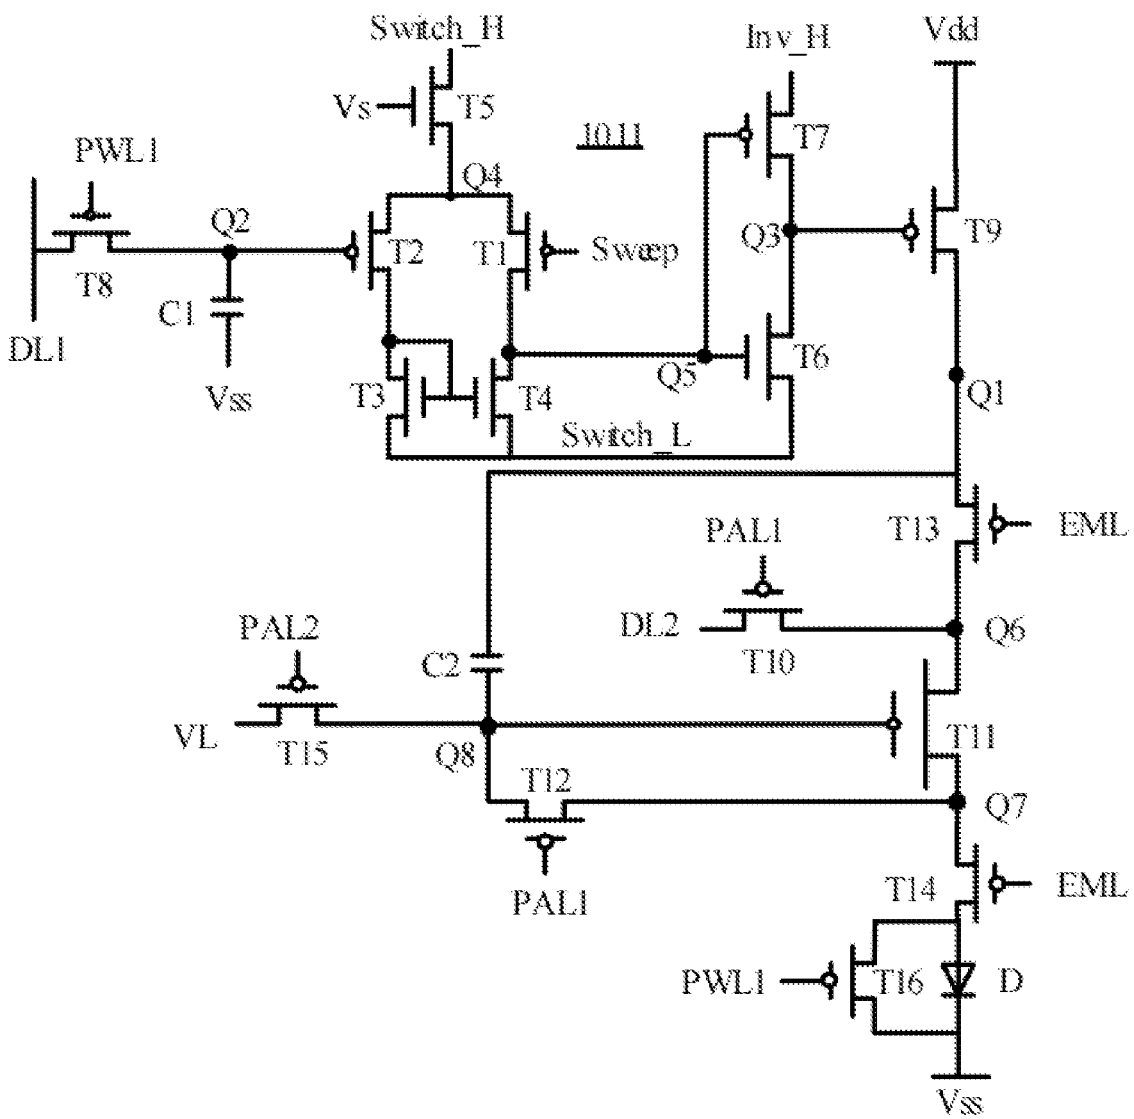 Switch_H
Inv_H
Vdd
Vs
T5
1011
T7
PWL1
Q4
Q2
T2
T1
Sweep
Q3
T9
T8
C1
DL1
Vss
T3
T4
Q5
T6
Q1
Switch_L
T13
EML
PAL1
DL2
T10
Q6
PAL2
C2
VL
T15
Q8
T11
T12
Q7
PAL1
T14
EML
PWL1
T16
D
Vss